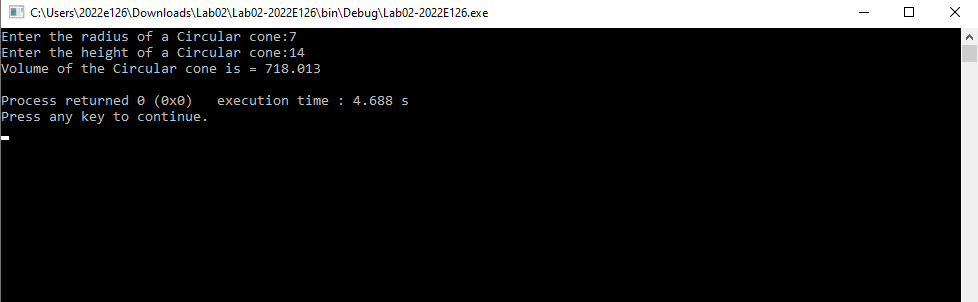 C:\Users\2022e126\Downloads\Lab02\Lab02-2022E126\bin\Debug\Lab02-2022E126.exe
Enter the radius of a Circular cone:7
Enter the height of a Circular cone:14
Volume of the Circular cone is = 718.013
Process returned 0 (0x0)   execution time : 4.688 s
Press any key to continue.